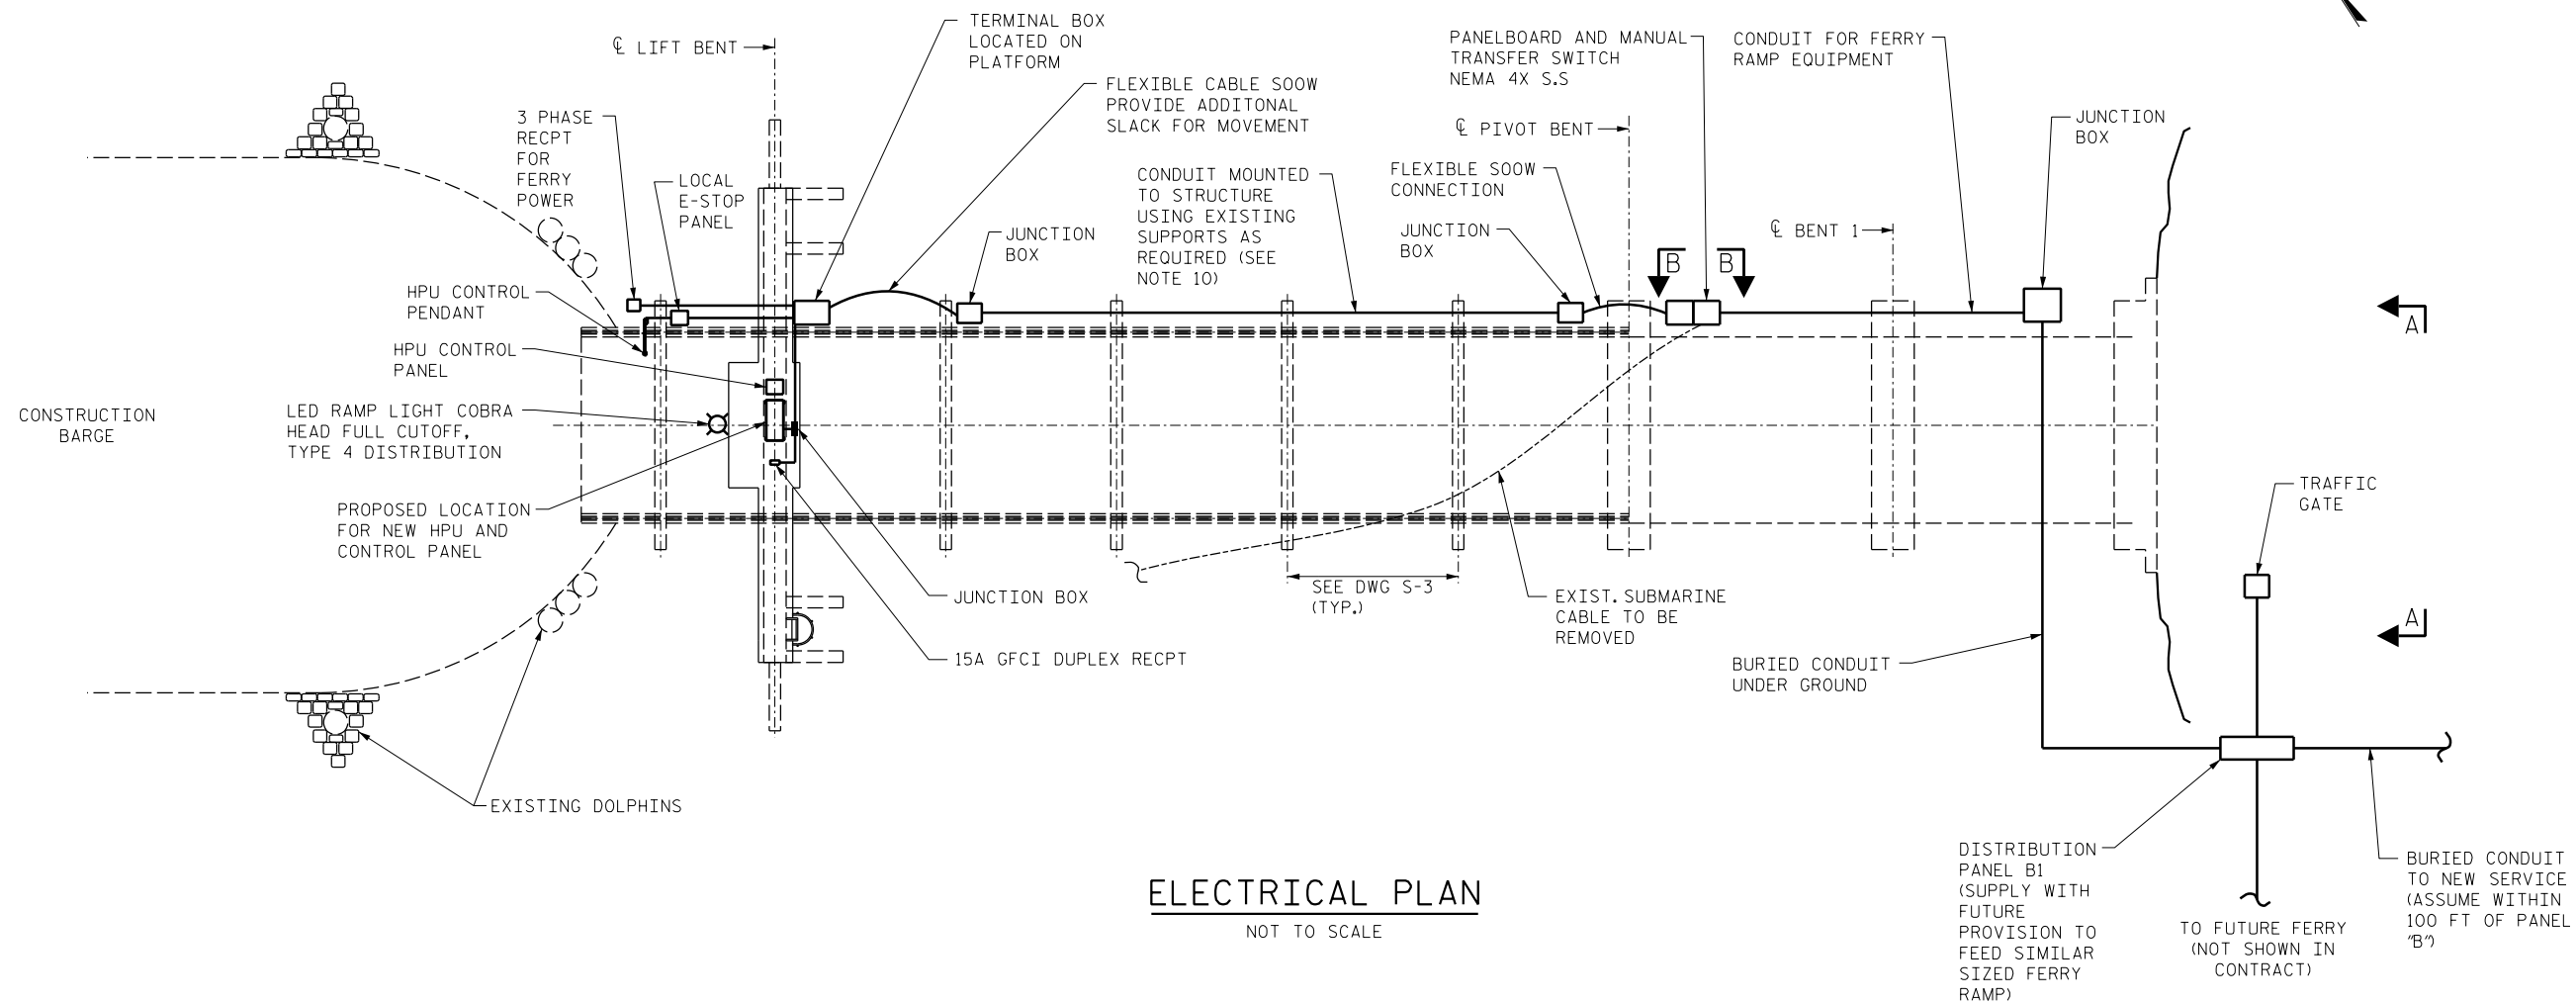 ℄ LIFT BENT
TERMINAL BOX
LOCATED ON
PLATFORM
PANELBOARD AND MANUAL
TRANSFER SWITCH
NEMA 4X S.S
CONDUIT FOR FERRY
RAMP EQUIPMENT
FLEXIBLE CABLE SOOW
PROVIDE ADDITONAL
SLACK FOR MOVEMENT
3 PHASE
RECPT
FOR
FERRY
POWER
℄ PIVOT BENT
JUNCTION
BOX
LOCAL
E-STOP
PANEL
CONDUIT MOUNTED
TO STRUCTURE
USING EXISTING
SUPPORTS AS
REQUIRED (SEE
NOTE 10)
FLEXIBLE SOOW
CONNECTION
JUNCTION
BOX
JUNCTION
BOX
℄ BENT 1
B
B
HPU CONTROL
PENDANT
A
HPU CONTROL
PANEL
CONSTRUCTION
BARGE
LED RAMP LIGHT COBRA
HEAD FULL CUTOFF,
TYPE 4 DISTRIBUTION
PROPOSED LOCATION
FOR NEW HPU AND
CONTROL PANEL
TRAFFIC
GATE
JUNCTION BOX
SEE DWG S-3
(TYP.)
EXIST. SUBMARINE
CABLE TO BE
REMOVED
A
15A GFCI DUPLEX RECPT
BURIED CONDUIT
UNDER GROUND
EXISTING DOLPHINS
DISTRIBUTION
PANEL B1
(SUPPLY WITH
FUTURE
PROVISION TO
FEED SIMILAR
SIZED FERRY
RAMP)
BURIED CONDUIT
TO NEW SERVICE
(ASSUME WITHIN
100 FT OF PANEL
"B")
TO FUTURE FERRY
(NOT SHOWN IN
CONTRACT)
ELECTRICAL PLAN
NOT TO SCALE